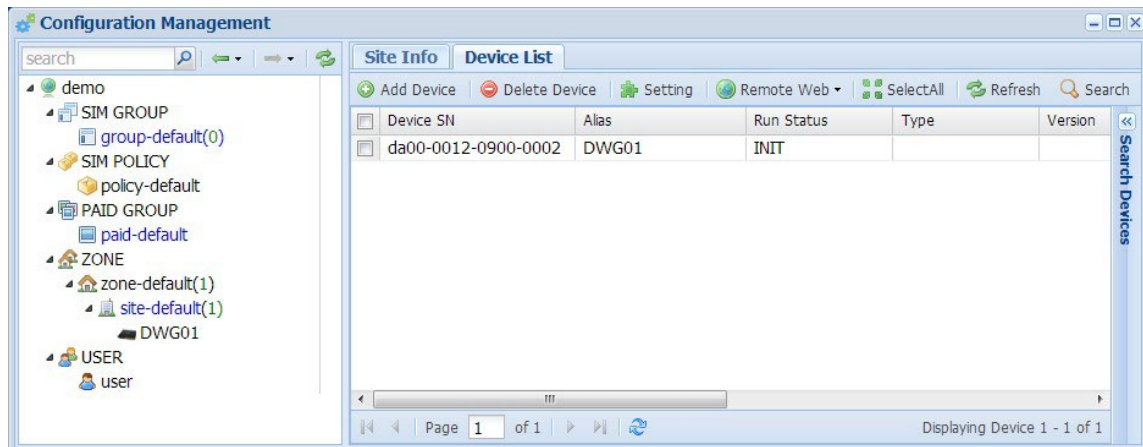 Configuration Management
search
demo
SIM GROUP
group-default(0)
SIM POLICY
policy-default
PAID GROUP
paid-default
ZONE
zone-default(1)
site-default(1)
DWG01
USER
user
Site Info Device List
Add Device Delete Device Setting Remote Web SelectAll Refresh Search
Device SN Alias Run Status Type Version
da00-0012-0900-0002 DWG01 INIT
Search Devices
Page 1 of 1 Displaying Device 1 - 1 of 1